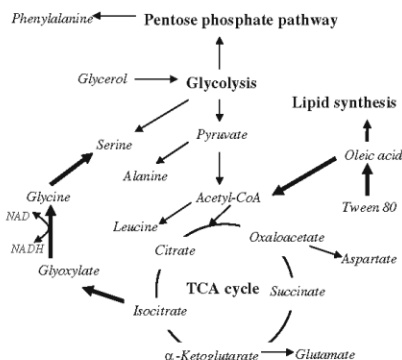 Phenylalanine
Pentose phosphate pathway
Glycerol
Glycolysis
Lipid synthesis
Serine
Pyruvate
Oleic acid
Alanine
Glycine
Acetyl-CoA
Tween 80
NAD
Leucine
Oxaloacetate
NADH
Citrate
Aspartate
Glyoxylate
TCA cycle
Succinate
Isocitrate
α-Ketoglutarate
Glutamate